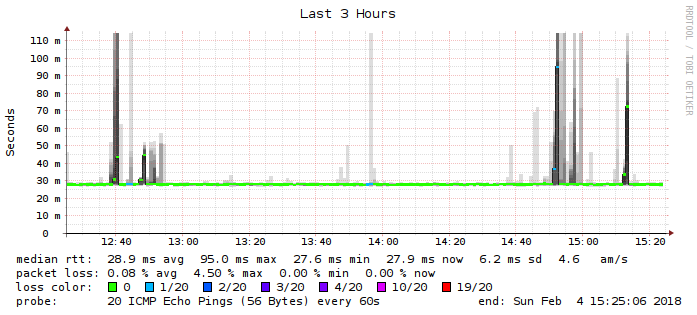 Last 3 Hours
RRDTOOL / TOBI OETIKER
Seconds
110 m
100 m
90 m
80 m
70 m
60 m
50 m
40 m
30 m
20 m
10 m
0
12:40 13:00 13:20 13:40 14:00 14:20 14:40 15:00 15:20
median rtt: 28.9 ms avg 95.0 ms max 27.6 ms min 27.9 ms now 6.2 ms sd 4.6 am/s
packet loss: 0.08 % avg 4.50 % max 0.00 % min 0.00 % now
loss color: 0 1/20 2/20 3/20 4/20 10/20 19/20
probe: 20 ICMP Echo Pings (56 Bytes) every 60s end: Sun Feb 4 15:25:06 2018